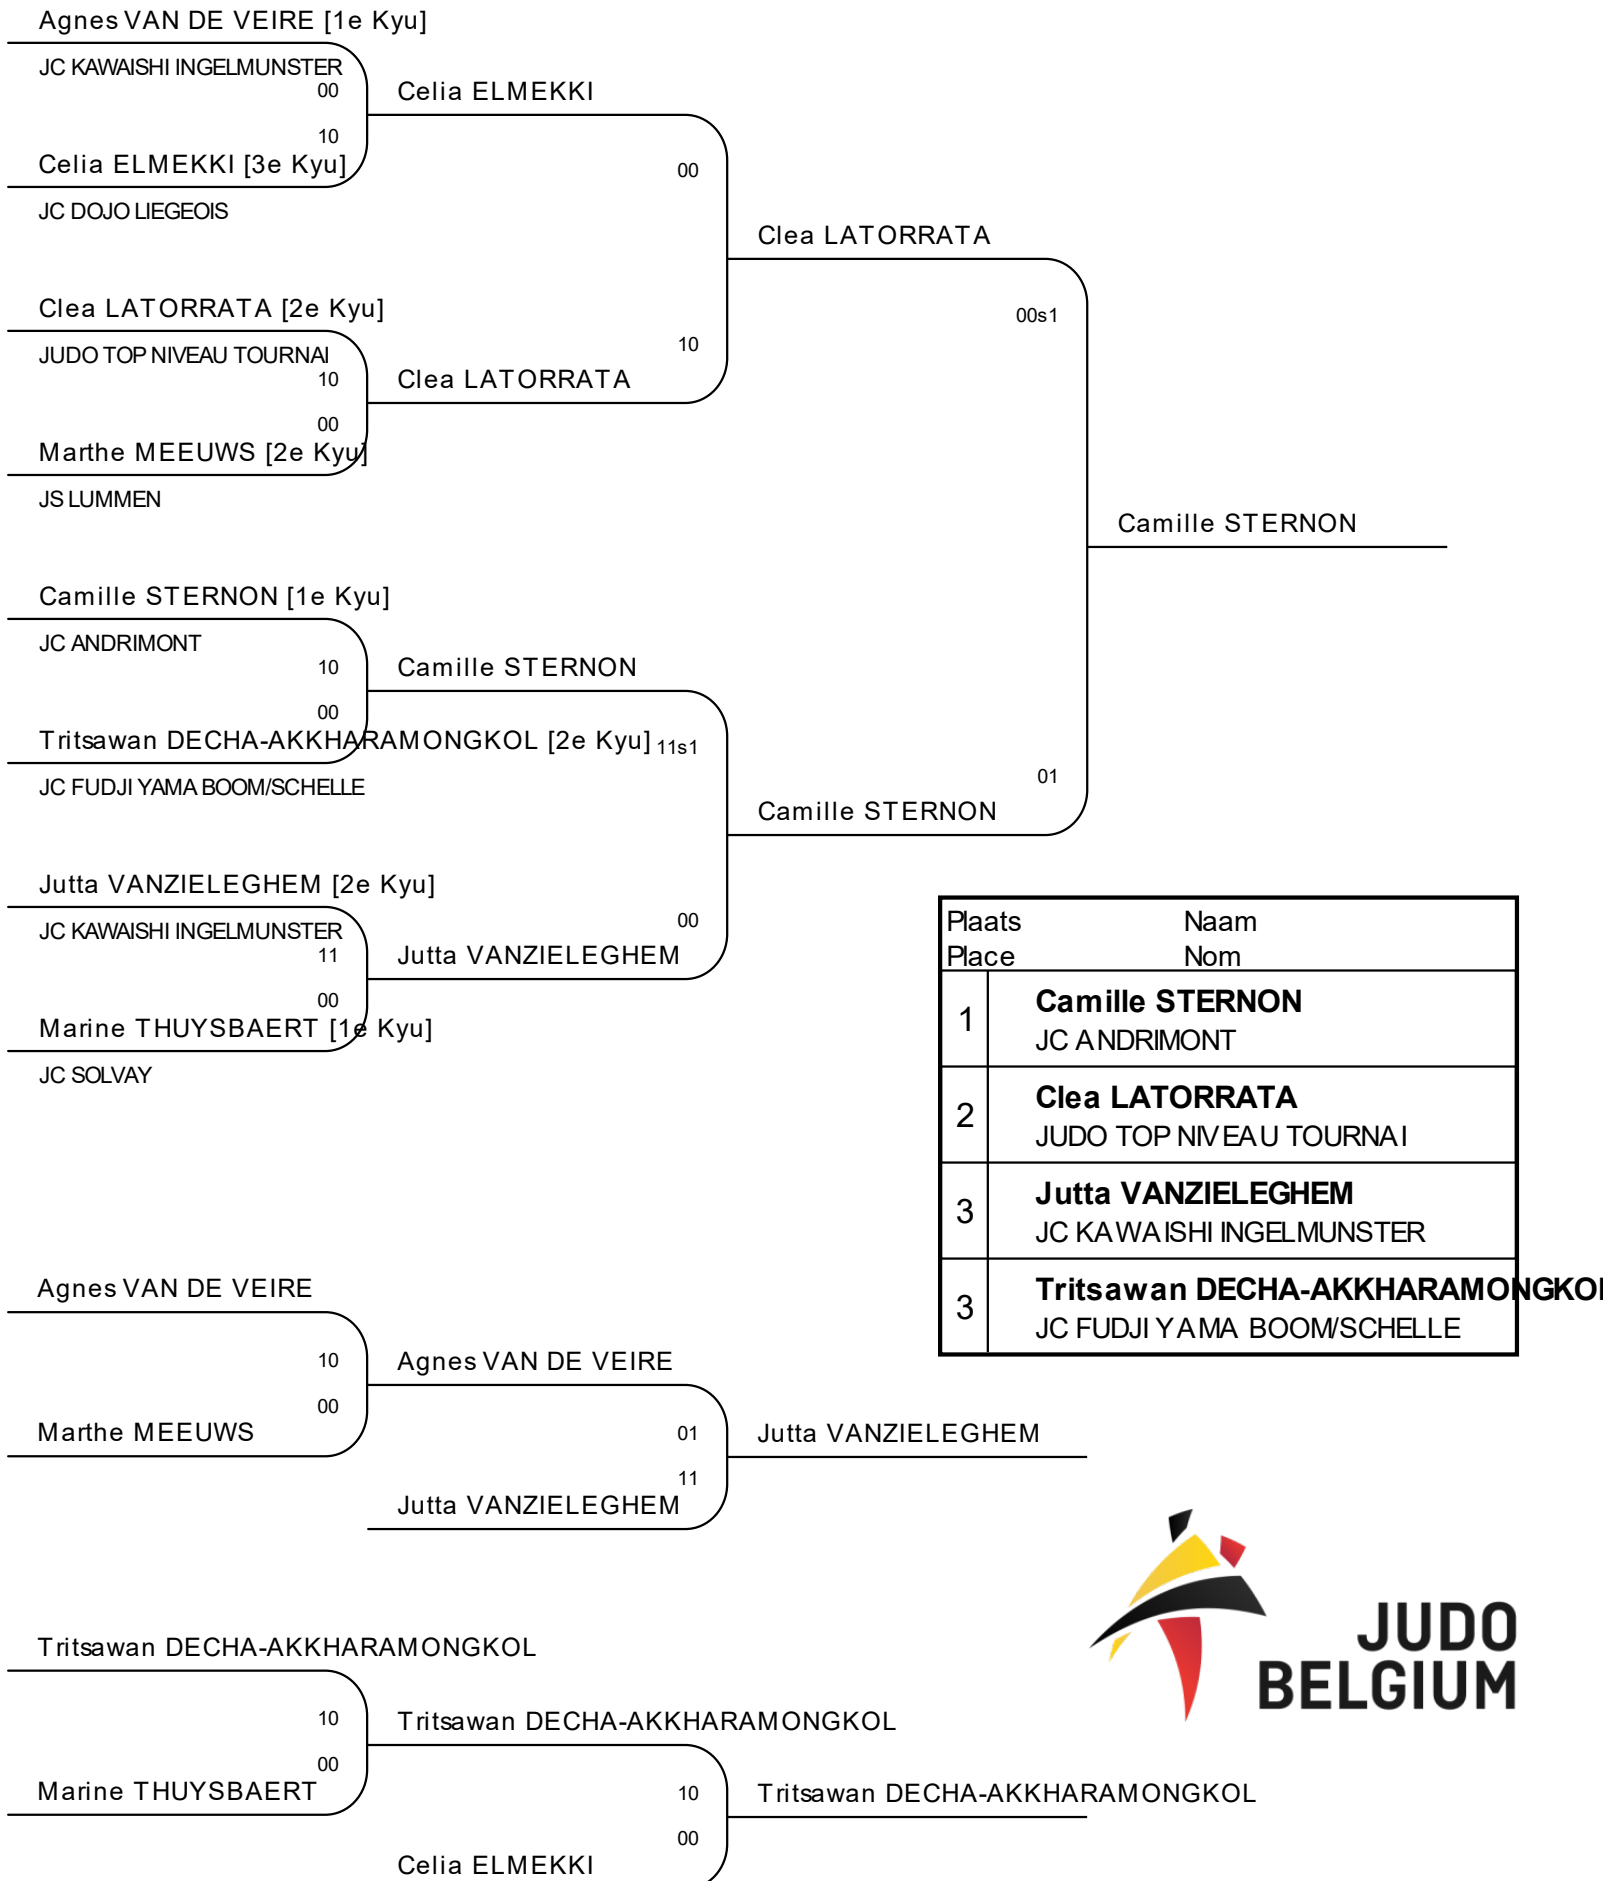 Agnes VAN DE VEIRE [1e Kyu]
JC KAWAISHI INGELMUNSTER
00
Celia ELMEKKI
10
Celia ELMEKKI [3e Kyu]
00
JC DOJO LIEGEOIS
Clea LATORRATA
Clea LATORRATA [2e Kyu]
00s1
JUDO TOP NIVEAU TOURNAI
10
10
Clea LATORRATA
00
Marthe MEEUWS [2e Kyu]
JS LUMMEN
Camille STERNON
Camille STERNON [1e Kyu]
JC ANDRIMONT
10
Camille STERNON
00
Tritsawan DECHA-AKKHARAMONGKOL [2e Kyu]
11s1
JC FUDJI YAMA BOOM/SCHELLE
01
Camille STERNON
Jutta VANZIELEGHEM [2e Kyu]
JC KAWAISHI INGELMUNSTER
00
11
Jutta VANZIELEGHEM
00
Marine THUYSBAERT [1e Kyu]
JC SOLVAY
Plaats Naam
Place Nom
1 Camille STERNON
JC ANDRIMONT
2 Clea LATORRATA
JUDO TOP NIVEAU TOURNAI
3 Jutta VANZIELEGHEM
JC KAWAISHI INGELMUNSTER
3 Tritsawan DECHA-AKKHARAMONGKOL
JC FUDJI YAMA BOOM/SCHELLE
Agnes VAN DE VEIRE
10
Agnes VAN DE VEIRE
00
Marthe MEEUWS
01
Jutta VANZIELEGHEM
11
Jutta VANZIELEGHEM
Tritsawan DECHA-AKKHARAMONGKOL
10
Tritsawan DECHA-AKKHARAMONGKOL
00
Marine THUYSBAERT
10
Tritsawan DECHA-AKKHARAMONGKOL
00
Celia ELMEKKI
JUDO
BELGIUM